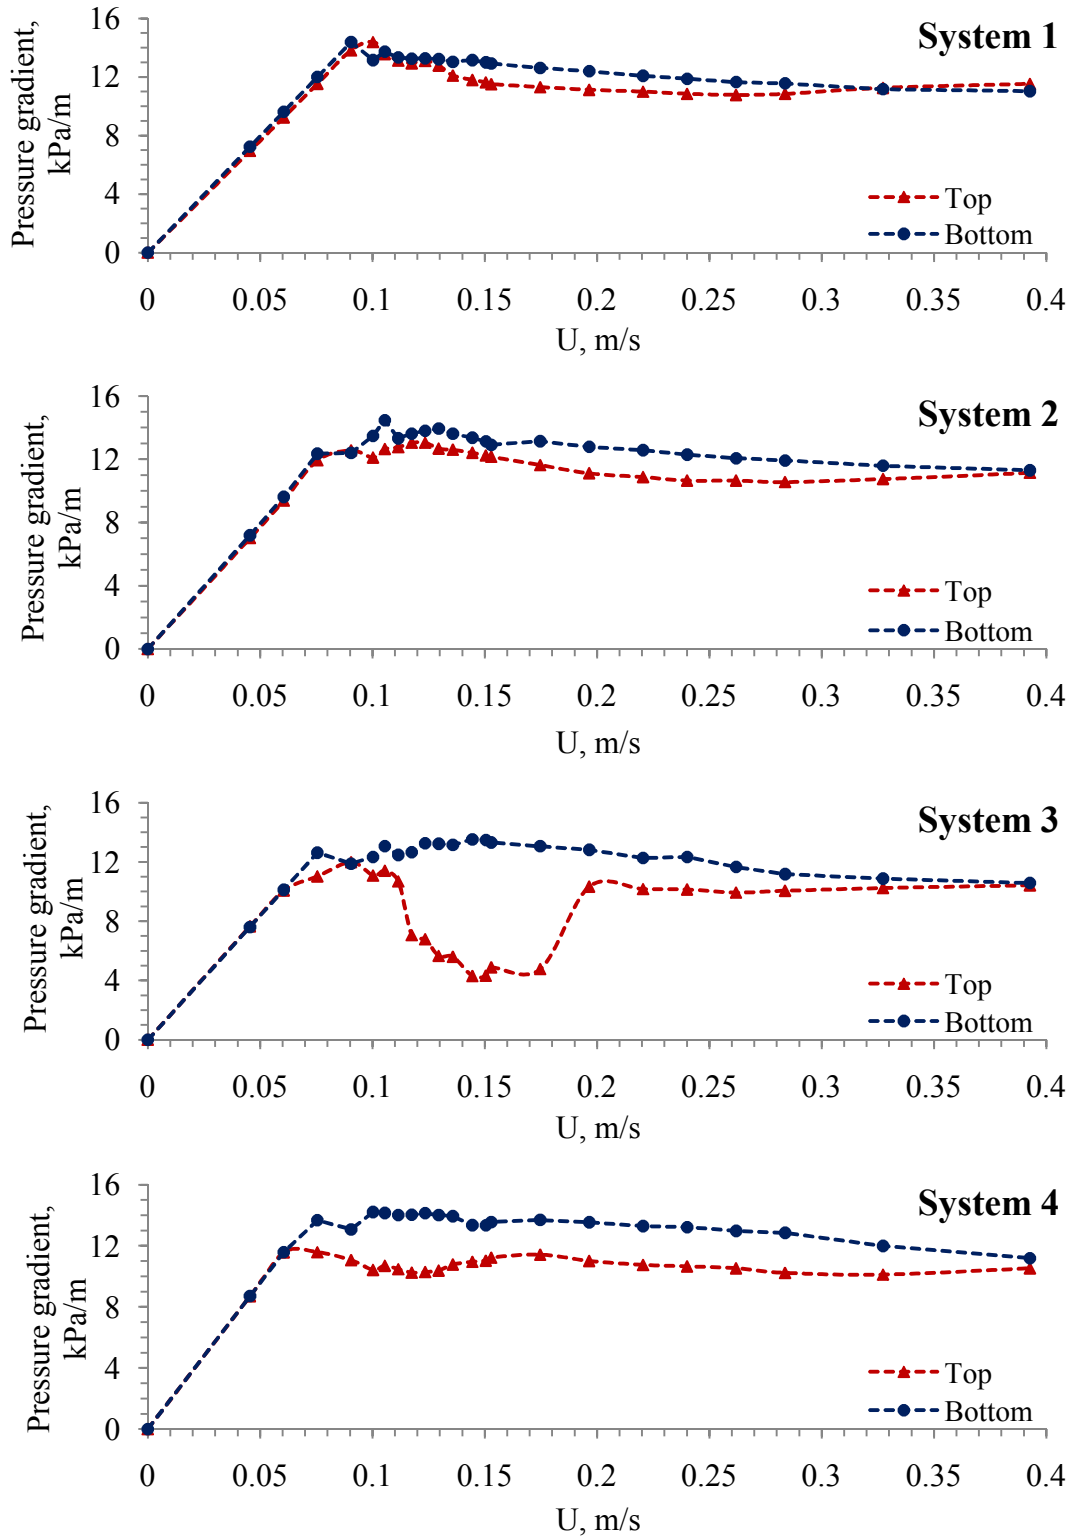 System 1
Pressure gradient,
kPa/m
16
12
8
4
0
Top
Bottom
0 0.05 0.1 0.15 0.2 0.25 0.3 0.35 0.4
U, m/s
System 2
Pressure gradient,
kPa/m
16
12
8
4
0
Top
Bottom
0 0.05 0.1 0.15 0.2 0.25 0.3 0.35 0.4
U, m/s
System 3
Pressure gradient,
kPa/m
16
12
8
4
0
Top
Bottom
0 0.05 0.1 0.15 0.2 0.25 0.3 0.35 0.4
U, m/s
System 4
Pressure gradient,
kPa/m
16
12
8
4
0
Top
Bottom
0 0.05 0.1 0.15 0.2 0.25 0.3 0.35 0.4
U, m/s